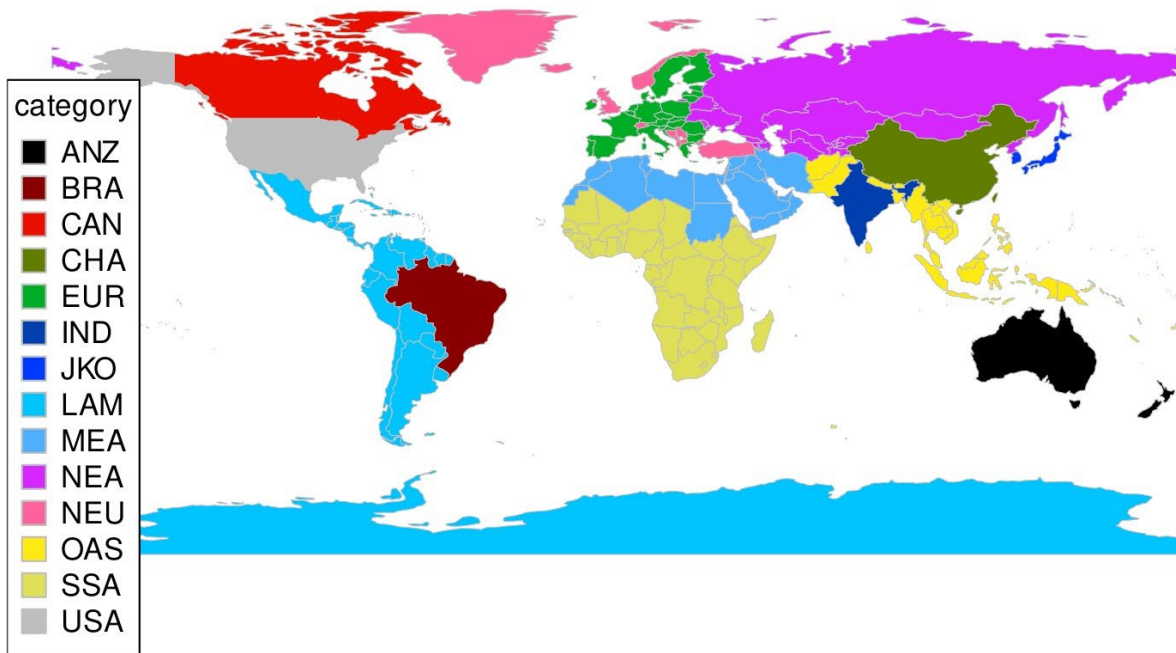 category
ANZ
BRA
CAN
CHA
EUR
IND
JKO
LAM
MEA
NEA
NEU
OAS
SSA
USA